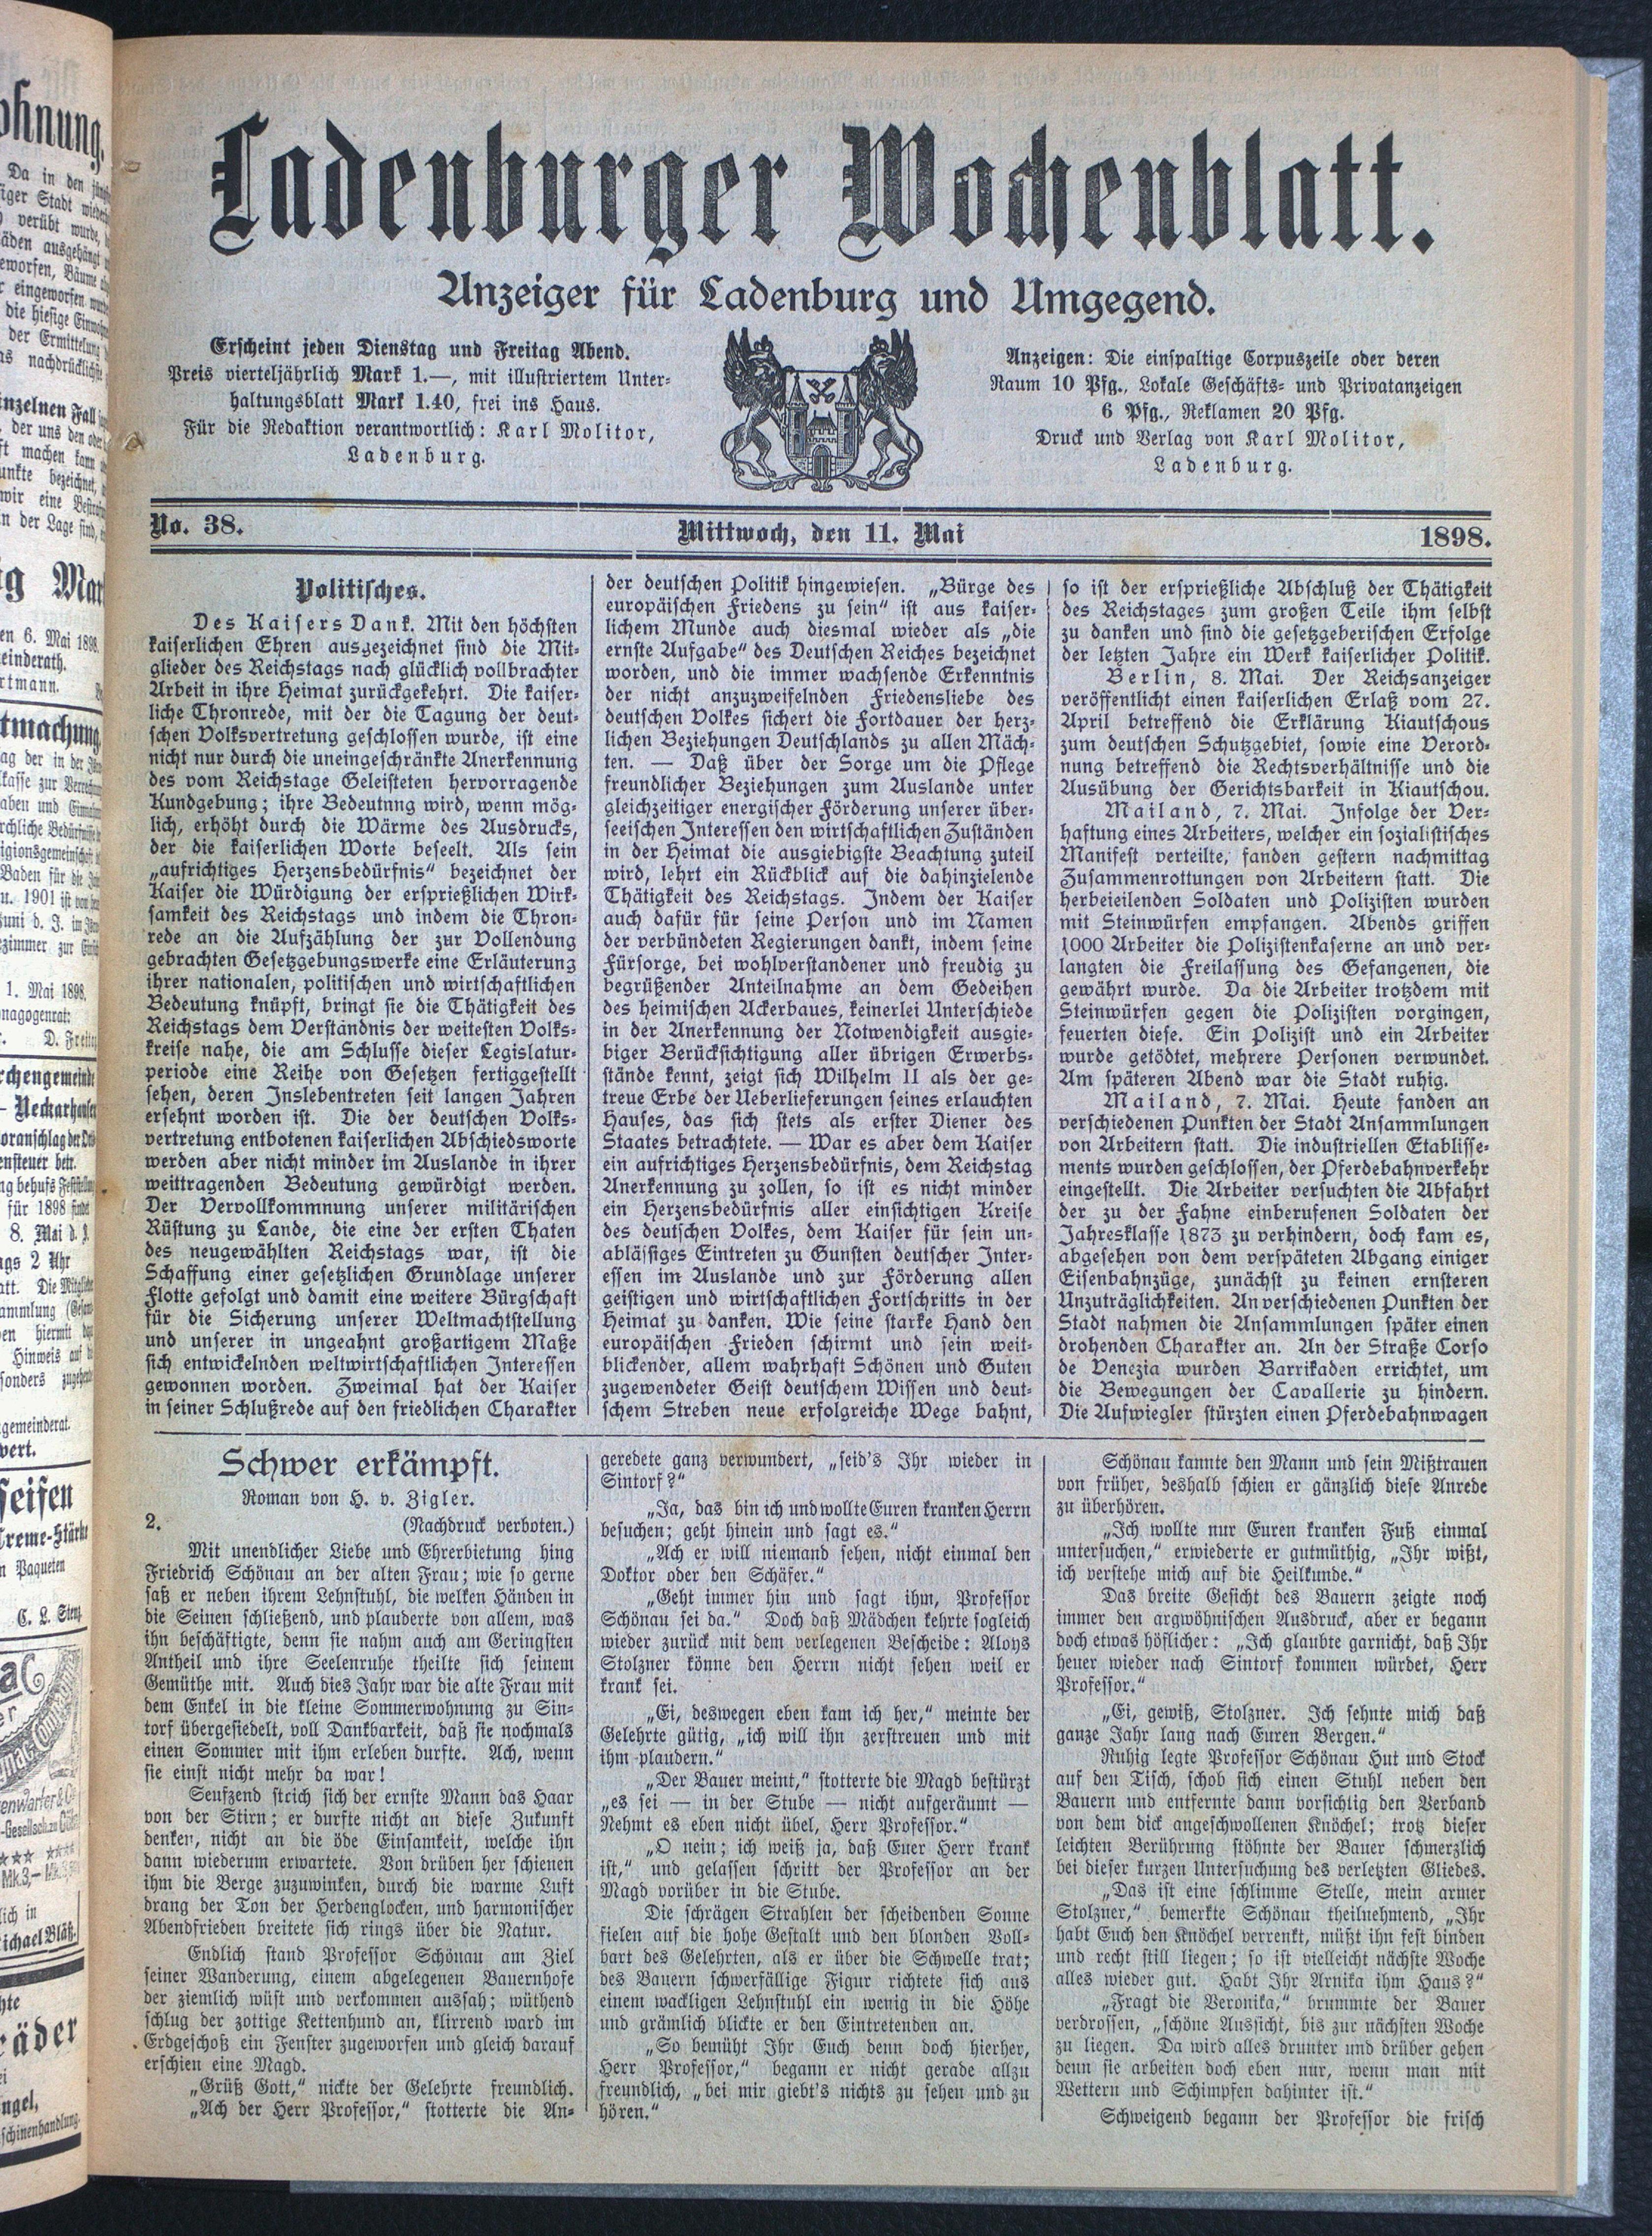 Ladenburger Wochenblatt.
Anzeiger für Ladenburg und Umgegend.
Erscheint jeden Dienstag und Freitag Abend.
Preis vierteljährlich Mark 1.—, mit illustriertem Unter-
haltungsblatt Mark 1.40, frei ins Haus.
Für die Redaktion verantwortlich: Karl Molitor,
Ladenburg.
Anzeigen: Die einspaltige Corpuszeile oder deren
Raum 10 Pfg., Lokale Geschäfts- und Privatanzeigen
6 Pfg., Reklamen 20 Pfg.
Druck und Verlag von Karl Molitor,
Ladenburg.
No. 38.
Mittwoch, den 11. Mai
1898.
Politisches.
Des Kaisers Dank. Mit den höchsten
kaiserlichen Ehren ausgezeichnet sind die Mit-
glieder des Reichstags nach glücklich vollbrachter
Arbeit in ihre Heimat zurückgekehrt. Die kaiser-
liche Thronrede, mit der die Tagung der deut-
schen Volksvertretung geschlossen wurde, ist eine
nicht nur durch die uneingeschränkte Anerkennung
des vom Reichstage Geleisteten hervorragende
Kundgebung; ihre Bedeutnng wird, wenn mög-
lich, erhöht durch die Wärme des Ausdrucks,
der die kaiserlichen Worte beseelt. Als sein
„aufrichtiges Herzensbedürfnis“ bezeichnet der
Kaiser die Würdigung der ersprießlichen Wirk-
samkeit des Reichstags und indem die Thron-
rede an die Aufzählung der zur Vollendung
gebrachten Gesetzgebungswerke eine Erläuterung
ihrer nationalen, politischen und wirtschaftlichen
Bedeutung knüpft, bringt sie die Thätigkeit des
Reichstags dem Verständnis der weitesten Volks-
kreise nahe, die am Schlusse dieser Legislatur-
periode eine Reihe von Gesetzen fertiggestellt
sehen, deren Inslebentreten seit langen Jahren
ersehnt worden ist. Die der deutschen Volks-
vertretung entbotenen kaiserlichen Abschiedsworte
werden aber nicht minder im Auslande in ihrer
weittragenden Bedeutung gewürdigt werden.
Der Vervollkommnung unserer militärischen
Rüstung zu Lande, die eine der ersten Thaten
des neugewählten Reichstags war, ist die
Schaffung einer gesetzlichen Grundlage unserer
Flotte gefolgt und damit eine weitere Bürgschaft
für die Sicherung unserer Weltmachtstellung
und unserer in ungeahnt großartigem Maße
sich entwickelnden weltwirtschaftlichen Interessen
gewonnen worden. Zweimal hat der Kaiser
in seiner Schlußrede auf den friedlichen Charakter
der deutschen Politik hingewiesen. „Bürge des
europäischen Friedens zu sein“ ist aus kaiser-
lichem Munde auch diesmal wieder als „die
ernste Aufgabe“ des Deutschen Reiches bezeichnet
worden, und die immer wachsende Erkenntnis
der nicht anzuzweifelnden Friedensliebe des
deutschen Volkes sichert die Fortdauer der herz-
lichen Beziehungen Deutschlands zu allen Mäch-
ten. — Daß über der Sorge um die Pflege
freundlicher Beziehungen zum Auslande unter
gleichzeitiger energischer Förderung unserer über-
seeischen Interessen den wirtschaftlichen Zuständen
in der Heimat die ausgiebigste Beachtung zuteil
wird, lehrt ein Rückblick auf die dahinzielende
Thätigkeit des Reichstags. Indem der Kaiser
auch dafür für seine Person und im Namen
der verbündeten Regierungen dankt, indem seine
Fürsorge, bei wohlverstandener und freudig zu
begrüßender Anteilnahme an dem Gedeihen
des heimischen Ackerbaues, keinerlei Unterschiede
in der Anerkennung der Notwendigkeit ausgie-
biger Berücksichtigung aller übrigen Erwerbs-
stände kennt, zeigt sich Wilhelm II als der ge-
treue Erbe der Ueberlieferungen seines erlauchten
Hauses, das sich stets als erster Diener des
Staates betrachtete. — War es aber dem Kaiser
ein aufrichtiges Herzensbedürfnis, dem Reichstag
Anerkennung zu zollen, so ist es nicht minder
ein Herzensbedürfnis aller einsichtigen Kreise
des deutschen Volkes, dem Kaiser für sein un-
ablässiges Eintreten zu Gunsten deutscher Inter-
essen im Auslande und zur Förderung allen
geistigen und wirtschaftlichen Fortschritts in der
Heimat zu danken. Wie seine starke Hand den
europäischen Frieden schirmt und sein weit-
blickender, allem wahrhaft Schönen und Guten
zugewendeter Geist deutschem Wissen und deut-
schem Streben neue erfolgreiche Wege bahnt,
so ist der ersprießliche Abschluß der Thätigkeit
des Reichstages zum großen Teile ihm selbst
zu danken und sind die gesetzgeberischen Erfolge
der letzten Jahre ein Werk kaiserlicher Politik.
Berlin, 8. Mai. Der Reichsanzeiger
veröffentlicht einen kaiserlichen Erlaß vom 27.
April betreffend die Erklärung Kiautschous
zum deutschen Schutzgebiet, sowie eine Verord-
nung betreffend die Rechtsverhältnisse und die
Ausübung der Gerichtsbarkeit in Kiautschou.
Mailand, 7. Mai. Infolge der Ver-
haftung eines Arbeiters, welcher ein sozialistisches
Manifest verteilte, fanden gestern nachmittag
Zusammenrottungen von Arbeitern statt. Die
herbeieilenden Soldaten und Polizisten wurden
mit Steinwürfen empfangen. Abends griffen
1000 Arbeiter die Polizistenkaserne an und ver-
langten die Freilassung des Gefangenen, die
gewährt wurde. Da die Arbeiter trotzdem mit
Steinwürfen gegen die Polizisten vorgingen,
feuerten diese. Ein Polizist und ein Arbeiter
wurde getödtet, mehrere Personen verwundet.
Am späteren Abend war die Stadt ruhig.
Mailand, 7. Mai. Heute fanden an
verschiedenen Punkten der Stadt Ansammlungen
von Arbeitern statt. Die industriellen Etablisse-
ments wurden geschlossen, der Pferdebahnverkehr
eingestellt. Die Arbeiter versuchten die Abfahrt
der zu der Fahne einberufenen Soldaten der
Jahresklasse 1873 zu verhindern, doch kam es,
abgesehen von dem verspäteten Abgang einiger
Eisenbahnzüge, zunächst zu keinen ernsteren
Unzuträglichkeiten. An verschiedenen Punkten der
Stadt nahmen die Ansammlungen später einen
drohenden Charakter an. An der Straße Corso
de Venezia wurden Barrikaden errichtet, um
die Bewegungen der Cavallerie zu hindern.
Die Aufwiegler stürzten einen Pferdebahnwagen
Schwer erkämpft.
Roman von H. v. Zigler.
2. (Nachdruck verboten.)
Mit unendlicher Liebe und Ehrerbietung hing
Friedrich Schönau an der alten Frau; wie so gerne
saß er neben ihrem Lehnstuhl, die welken Händen in
die Seinen schließend, und plauderte von allem, was
ihn beschäftigte, denn sie nahm auch am Geringsten
Antheil und ihre Seelenruhe theilte sich seinem
Gemüthe mit. Auch dies Jahr war die alte Frau mit
dem Enkel in die kleine Sommerwohnung zu Sin-
torf übergesiedelt, voll Dankbarkeit, daß sie nochmals
einen Sommer mit ihm erleben durfte. Ach, wenn
sie einst nicht mehr da war!
Seufzend strich sich der ernste Mann das Haar
von der Stirn; er durfte nicht an diese Zukunft
denken, nicht an die öde Einsamkeit, welche ihn
dann wiederum erwartete. Von drüben her schienen
ihm die Berge zuzuwinken, durch die warme Luft
drang der Ton der Herdenglocken, und harmonischer
Abendfrieden breitete sich rings über die Natur.
Endlich stand Professor Schönau am Ziel
seiner Wanderung, einem abgelegenen Bauernhofe
der ziemlich wüst und verkommen aussah; wüthend
schlug der zottige Kettenhund an, klirrend ward im
Erdgeschoß ein Fenster zugeworfen und gleich darauf
erschien eine Magd.
„Grüß Gott,“ nickte der Gelehrte freundlich.
„Ach der Herr Professor,“ stotterte die An-
geredete ganz verwundert, „seid's Ihr wieder in
Sintorf?“
„Ja, das bin ich und wollte Euren kranken Herrn
besuchen; geht hinein und sagt es.“
„Ach er will niemand sehen, nicht einmal den
Doktor oder den Schäfer.“
„Geht immer hin und sagt ihm, Professor
Schönau sei da.“ Doch daß Mädchen kehrte sogleich
wieder zurück mit dem verlegenen Bescheide: Aloys
Stolzner könne den Herrn nicht sehen weil er
krank sei.
„Ei, deswegen eben kam ich her,“ meinte der
Gelehrte gütig, „ich will ihn zerstreuen und mit
ihm plaudern.“
„Der Bauer meint,“ stotterte die Magd bestürzt
„es sei — in der Stube — nicht aufgeräumt —
Nehmt es eben nicht übel, Herr Professor.“
„O nein; ich weiß ja, daß Euer Herr krank
ist,“ und gelassen schritt der Professor an der
Magd vorüber in die Stube.
Die schrägen Strahlen der scheidenden Sonne
fielen auf die hohe Gestalt und den blonden Voll-
bart des Gelehrten, als er über die Schwelle trat;
des Bauern schwerfällige Figur richtete sich aus
einem wackligen Lehnstuhl ein wenig in die Höhe
und grämlich blickte er den Eintretenden an.
„So bemüht Ihr Euch denn doch hierher,
Herr Professor,“ begann er nicht gerade allzu
freundlich, „bei mir giebt's nichts zu sehen und zu
hören.“
Schönau kannte den Mann und sein Mißtrauen
von früher, deshalb schien er gänzlich diese Anrede
zu überhören.
„Ich wollte nur Euren kranken Fuß einmal
untersuchen,“ erwiederte er gutmüthig, „Ihr wißt,
ich verstehe mich auf die Heilkunde.“
Das breite Gesicht des Bauern zeigte noch
immer den argwöhnischen Ausdruck, aber er begann
doch etwas höflicher: „Ich glaubte garnicht, daß Ihr
heuer wieder nach Sintorf kommen würdet, Herr
Professor.“
„Ei, gewiß, Stolzner. Ich sehnte mich daß
ganze Jahr lang nach Euren Bergen.“
Ruhig legte Professor Schönau Hut und Stock
auf den Tisch, schob sich einen Stuhl neben den
Bauern und entfernte dann vorsichtig den Verband
von dem dick angeschwollenen Knöchel; trotz dieser
leichten Berührung stöhnte der Bauer schmerzlich
bei dieser kurzen Untersuchung des verletzten Gliedes.
„Das ist eine schlimme Stelle, mein armer
Stolzner,“ bemerkte Schönau theilnehmend, „Ihr
habt Euch den Knöchel verrenkt, müßt ihn fest binden
und recht still liegen; so ist vielleicht nächste Woche
alles wieder gut. Habt Ihr Arnika ihm Haus?“
„Fragt die Veronika,“ brummte der Bauer
verdrossen, „schöne Aussicht, bis zur nächsten Woche
zu liegen. Da wird alles drunter und drüber gehen
denn sie arbeiten doch eben nur, wenn man mit
Wettern und Schimpfen dahinter ist.“
Schweigend begann der Professor die frisch